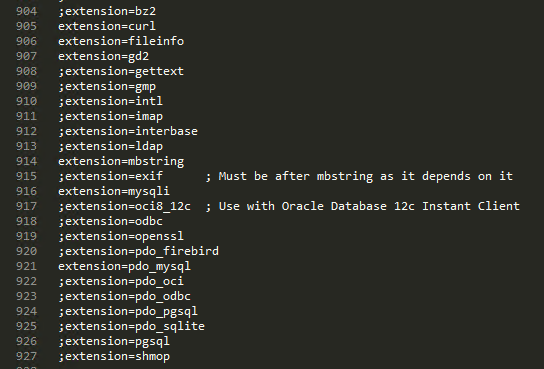 904 ;extension=bz2
905 extension=curl
906 extension=fileinfo
907 extension=gd2
908 ;extension=gettext
909 ;extension=gmp
910 ;extension=intl
911 ;extension=imap
912 ;extension=interbase
913 ;extension=ldap
914 extension=mbstring
915 ;extension=exif      ; Must be after mbstring as it depends on it
916 extension=mysqli
917 ;extension=oci8_12c  ; Use with Oracle Database 12c Instant Client
918 ;extension=odbc
919 ;extension=openssl
920 ;extension=pdo_firebird
921 extension=pdo_mysql
922 ;extension=pdo_oci
923 ;extension=pdo_odbc
924 ;extension=pdo_pgsql
925 ;extension=pdo_sqlite
926 ;extension=pgsql
927 ;extension=shmop